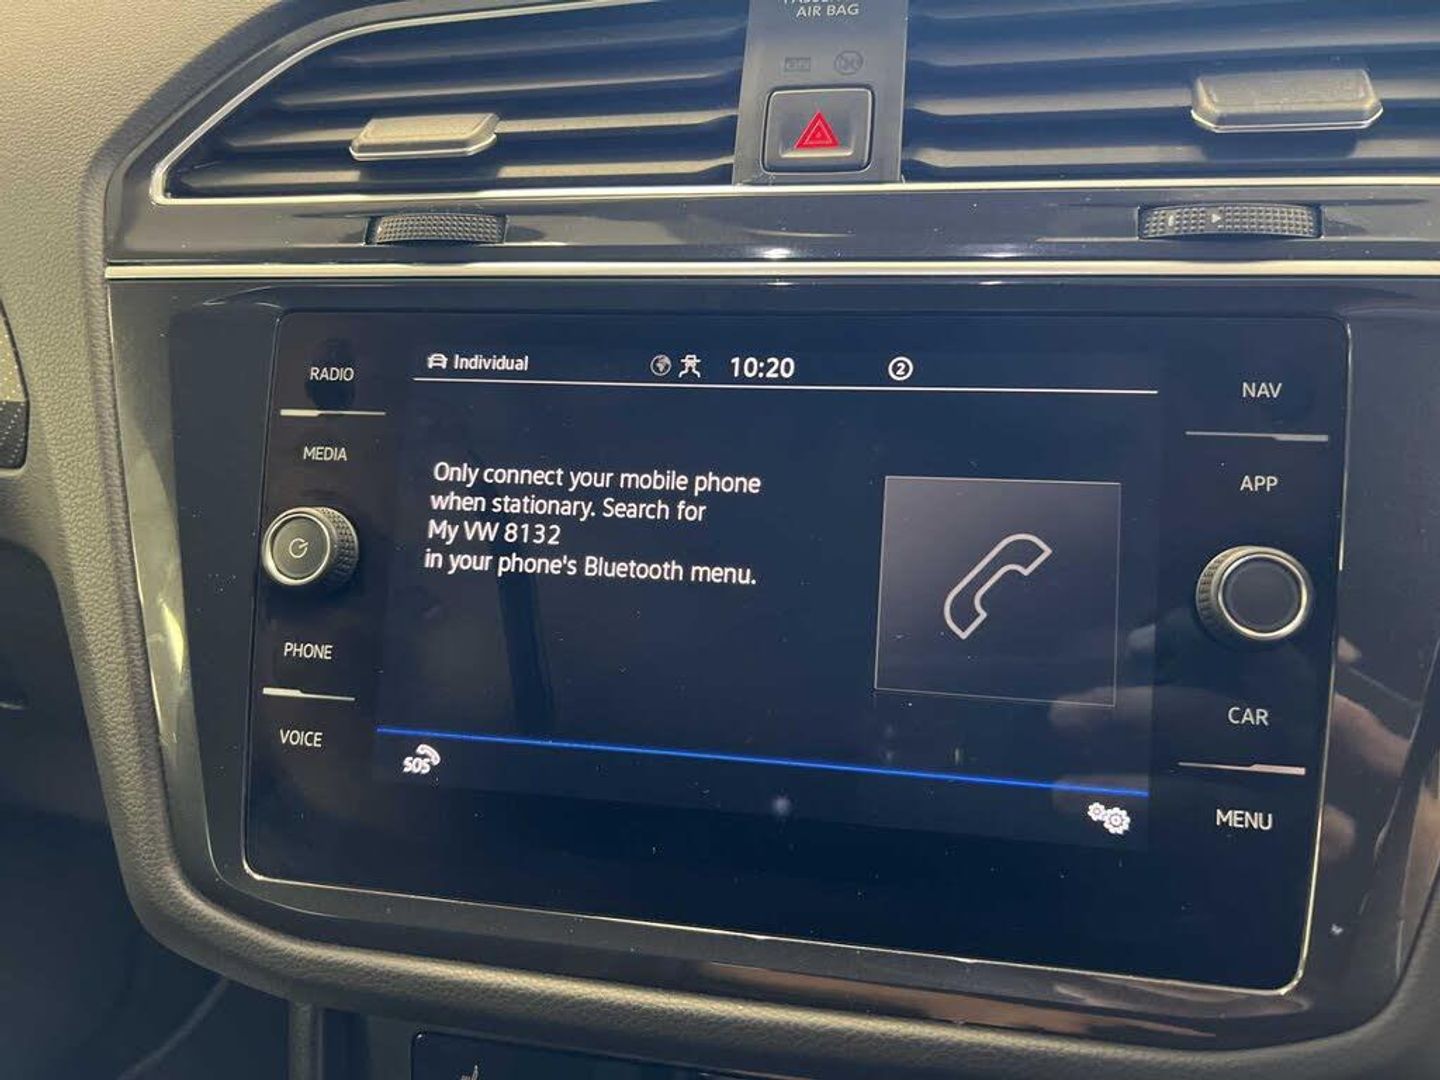 AIR BAG
RADIO
MEDIA
PHONE
VOICE
Individual
10:20
2
Only connect your mobile phone
when stationary. Search for
My VW 8132
in your phone's Bluetooth menu.
SOS
NAV
APP
CAR
MENU